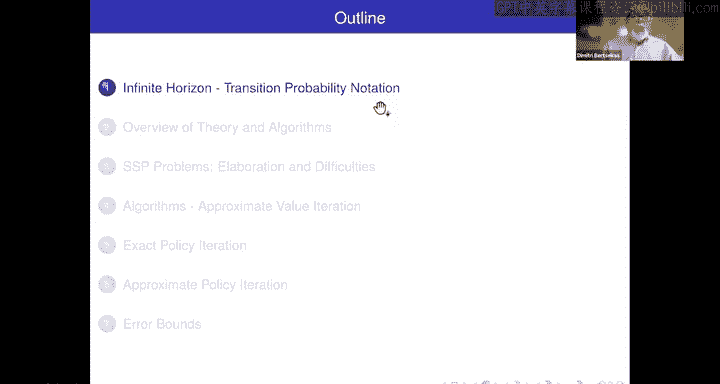 Outline
Infinite Horizon - Transition Probability Notation
Overview of Theory and Algorithms
SSP Problems: Elaboration and Difficulties
Algorithms - Approximate Value Iteration
Exact Policy Iteration
Approximate Policy Iteration
Error Bounds
Dimitri Bertsekas